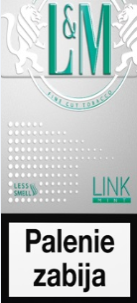 L&M
FINE CUT TOBACCO
LESS
SMELL
LINK
MINT
Palenie
zabija